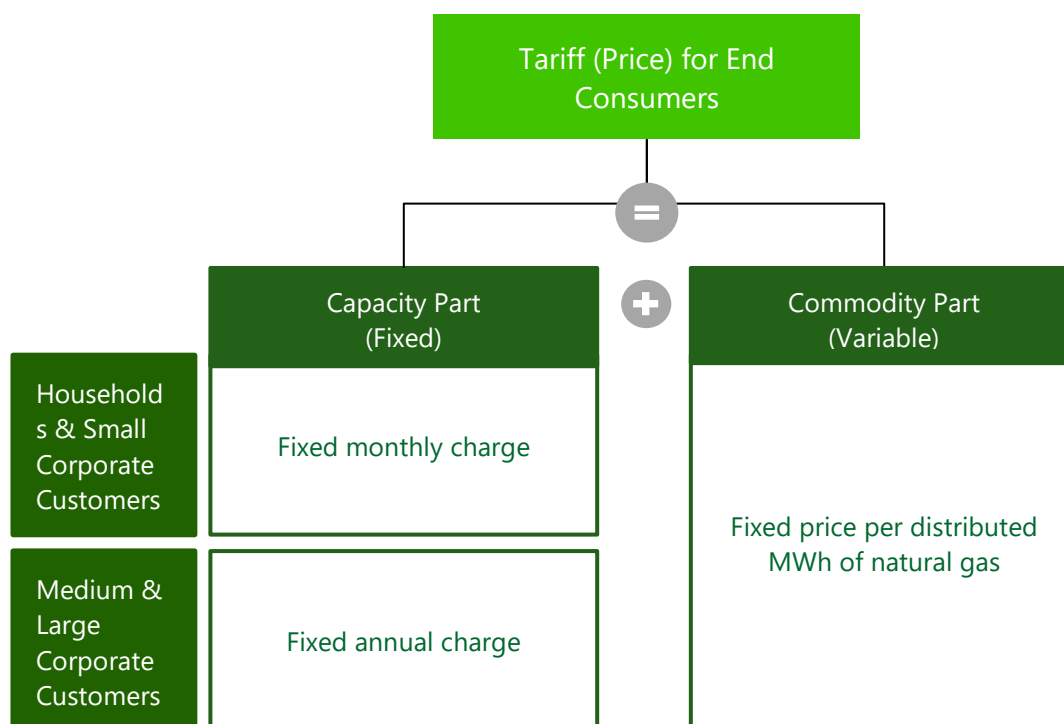 Tariff (Price) for End
Consumers
=
Capacity Part
(Fixed)
+
Commodity Part
(Variable)
Household
s & Small
Corporate
Customers
Fixed monthly charge
Fixed price per distributed
MWh of natural gas
Medium &
Large
Corporate
Customers
Fixed annual charge